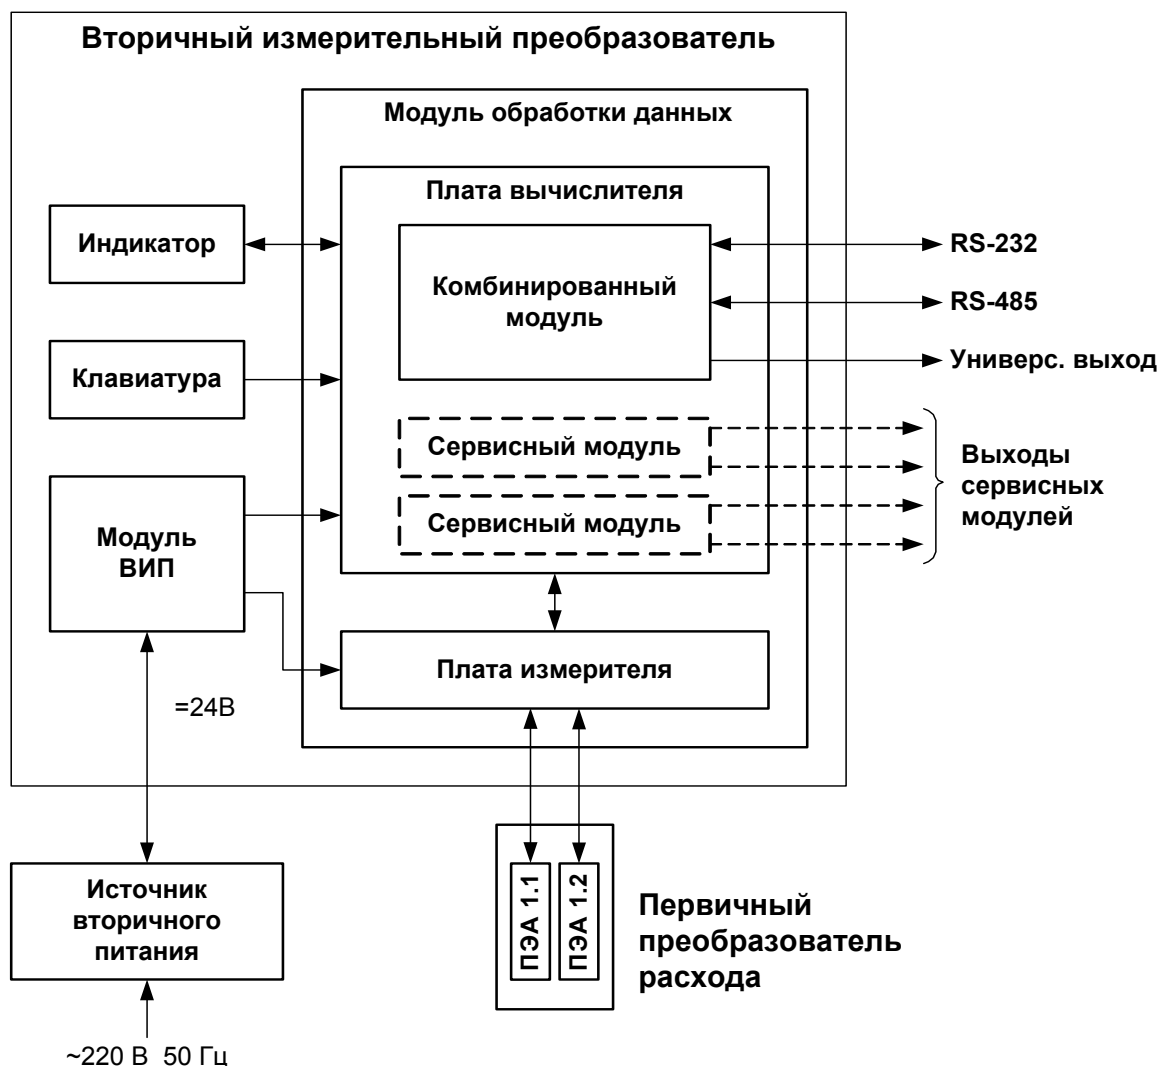 Вторичный измерительный преобразователь
Модуль обработки данных
Плата вычислителя
Индикатор
Комбинированный
модуль
RS-232
RS-485
Универс. выход
Клавиатура
Сервисный модуль
Сервисный модуль
Выходы
сервисных
модулей
Модуль
ВИП
Плата измерителя
=24В
Источник
вторичного
питания
ПЭА 1.1
ПЭА 1.2
Первичный
преобразователь
расхода
~220 В 50 Гц